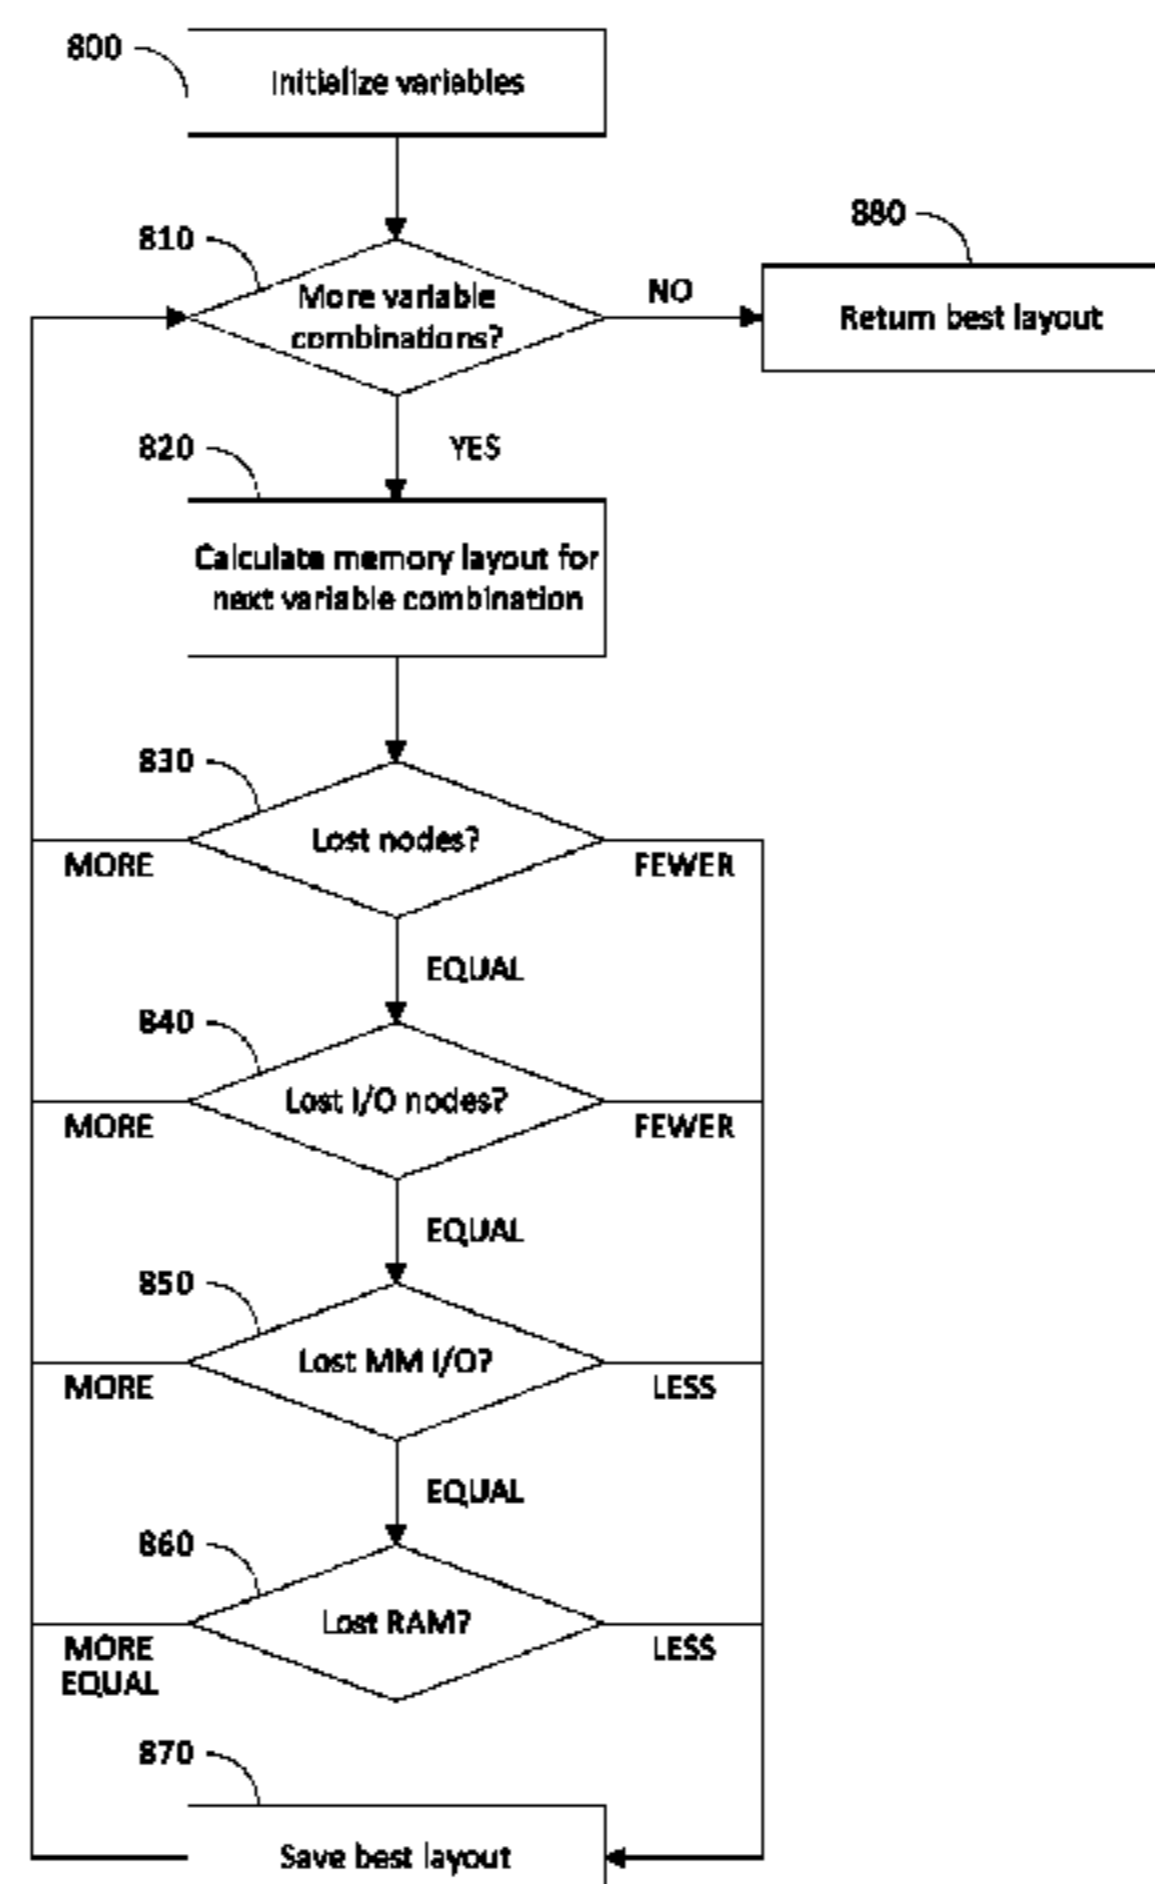 800
Initialize variables
810
More variable
combinations?
NO
880
Return best layout
YES
820
Calculate memory layout for
next variable combination
830
Lost nodes?
MORE
FEWER
EQUAL
840
Lost I/O nodes?
MORE
FEWER
EQUAL
850
Lost MM I/O?
MORE
LESS
EQUAL
860
Lost RAM?
MORE
EQUAL
LESS
870
Save best layout